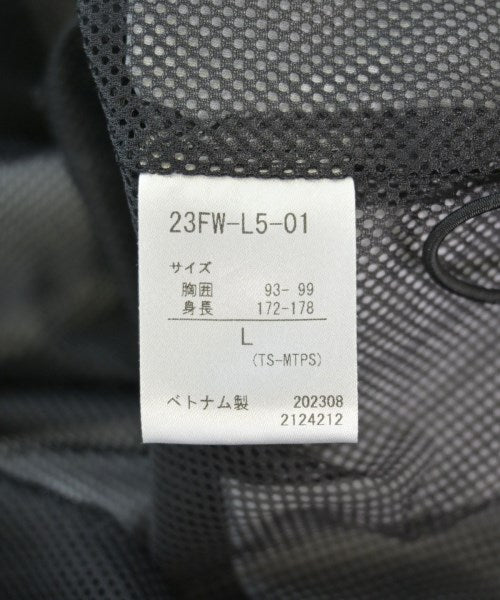 23FW-L5-01
サイズ
胸囲 93- 99
身長 172-178
L
(TS-MTPS)
ベトナム製 202308
2124212